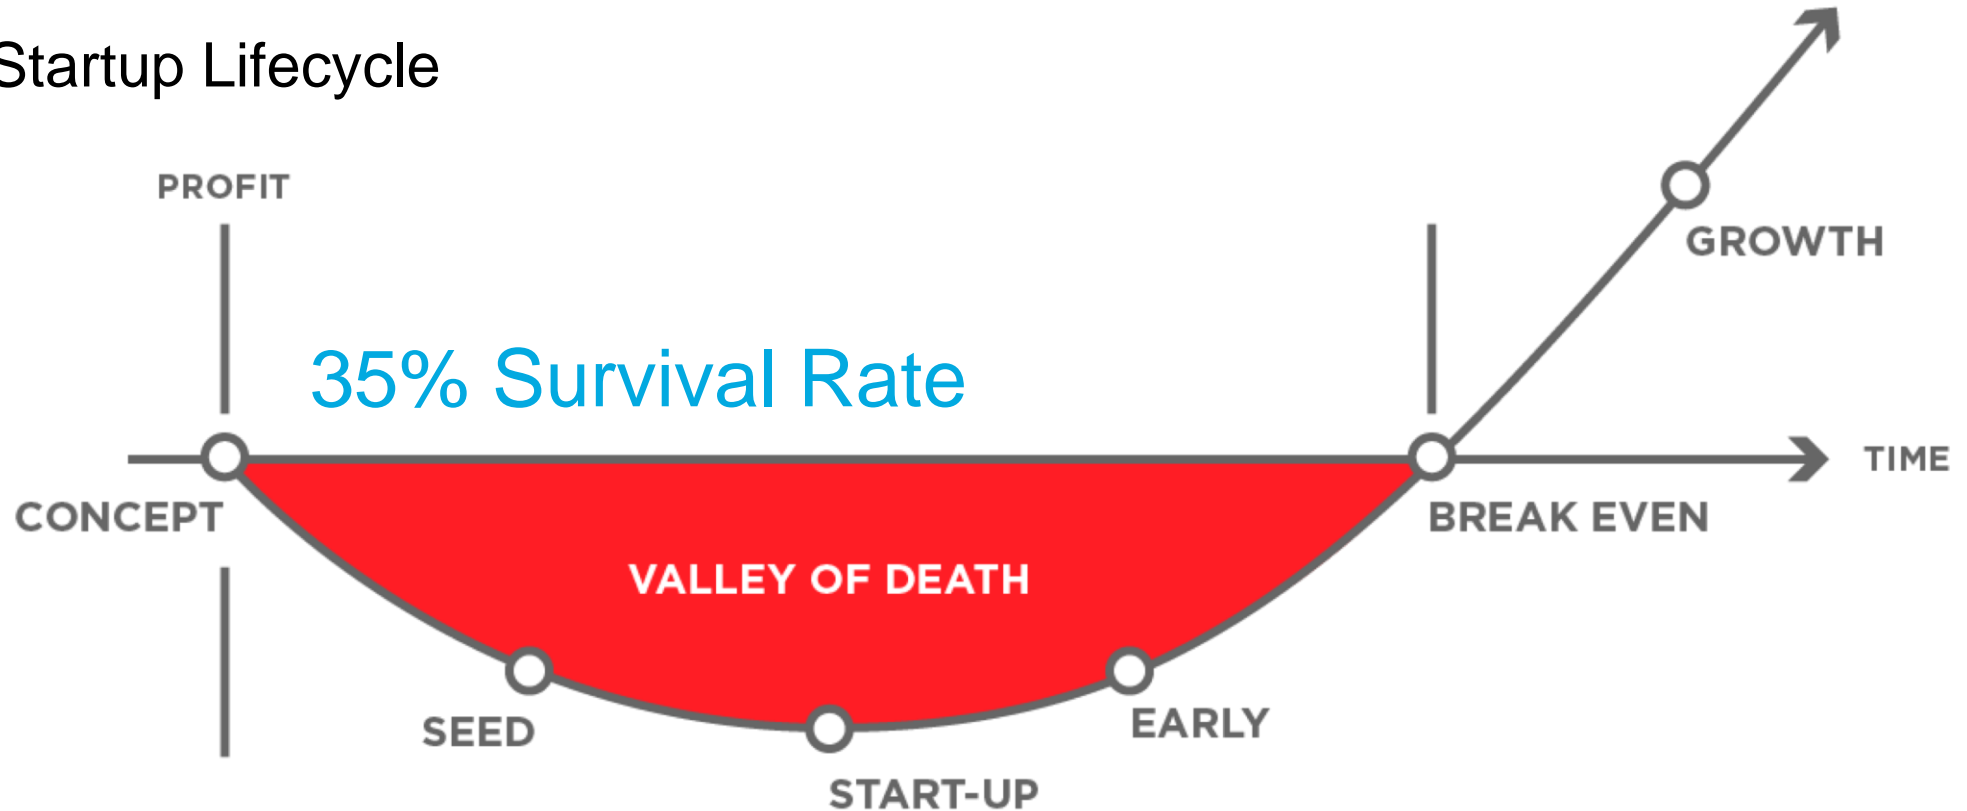 Startup Lifecycle
PROFIT
GROWTH
35% Survival Rate
TIME
CONCEPT
BREAK EVEN
VALLEY OF DEATH
SEED
EARLY
START-UP